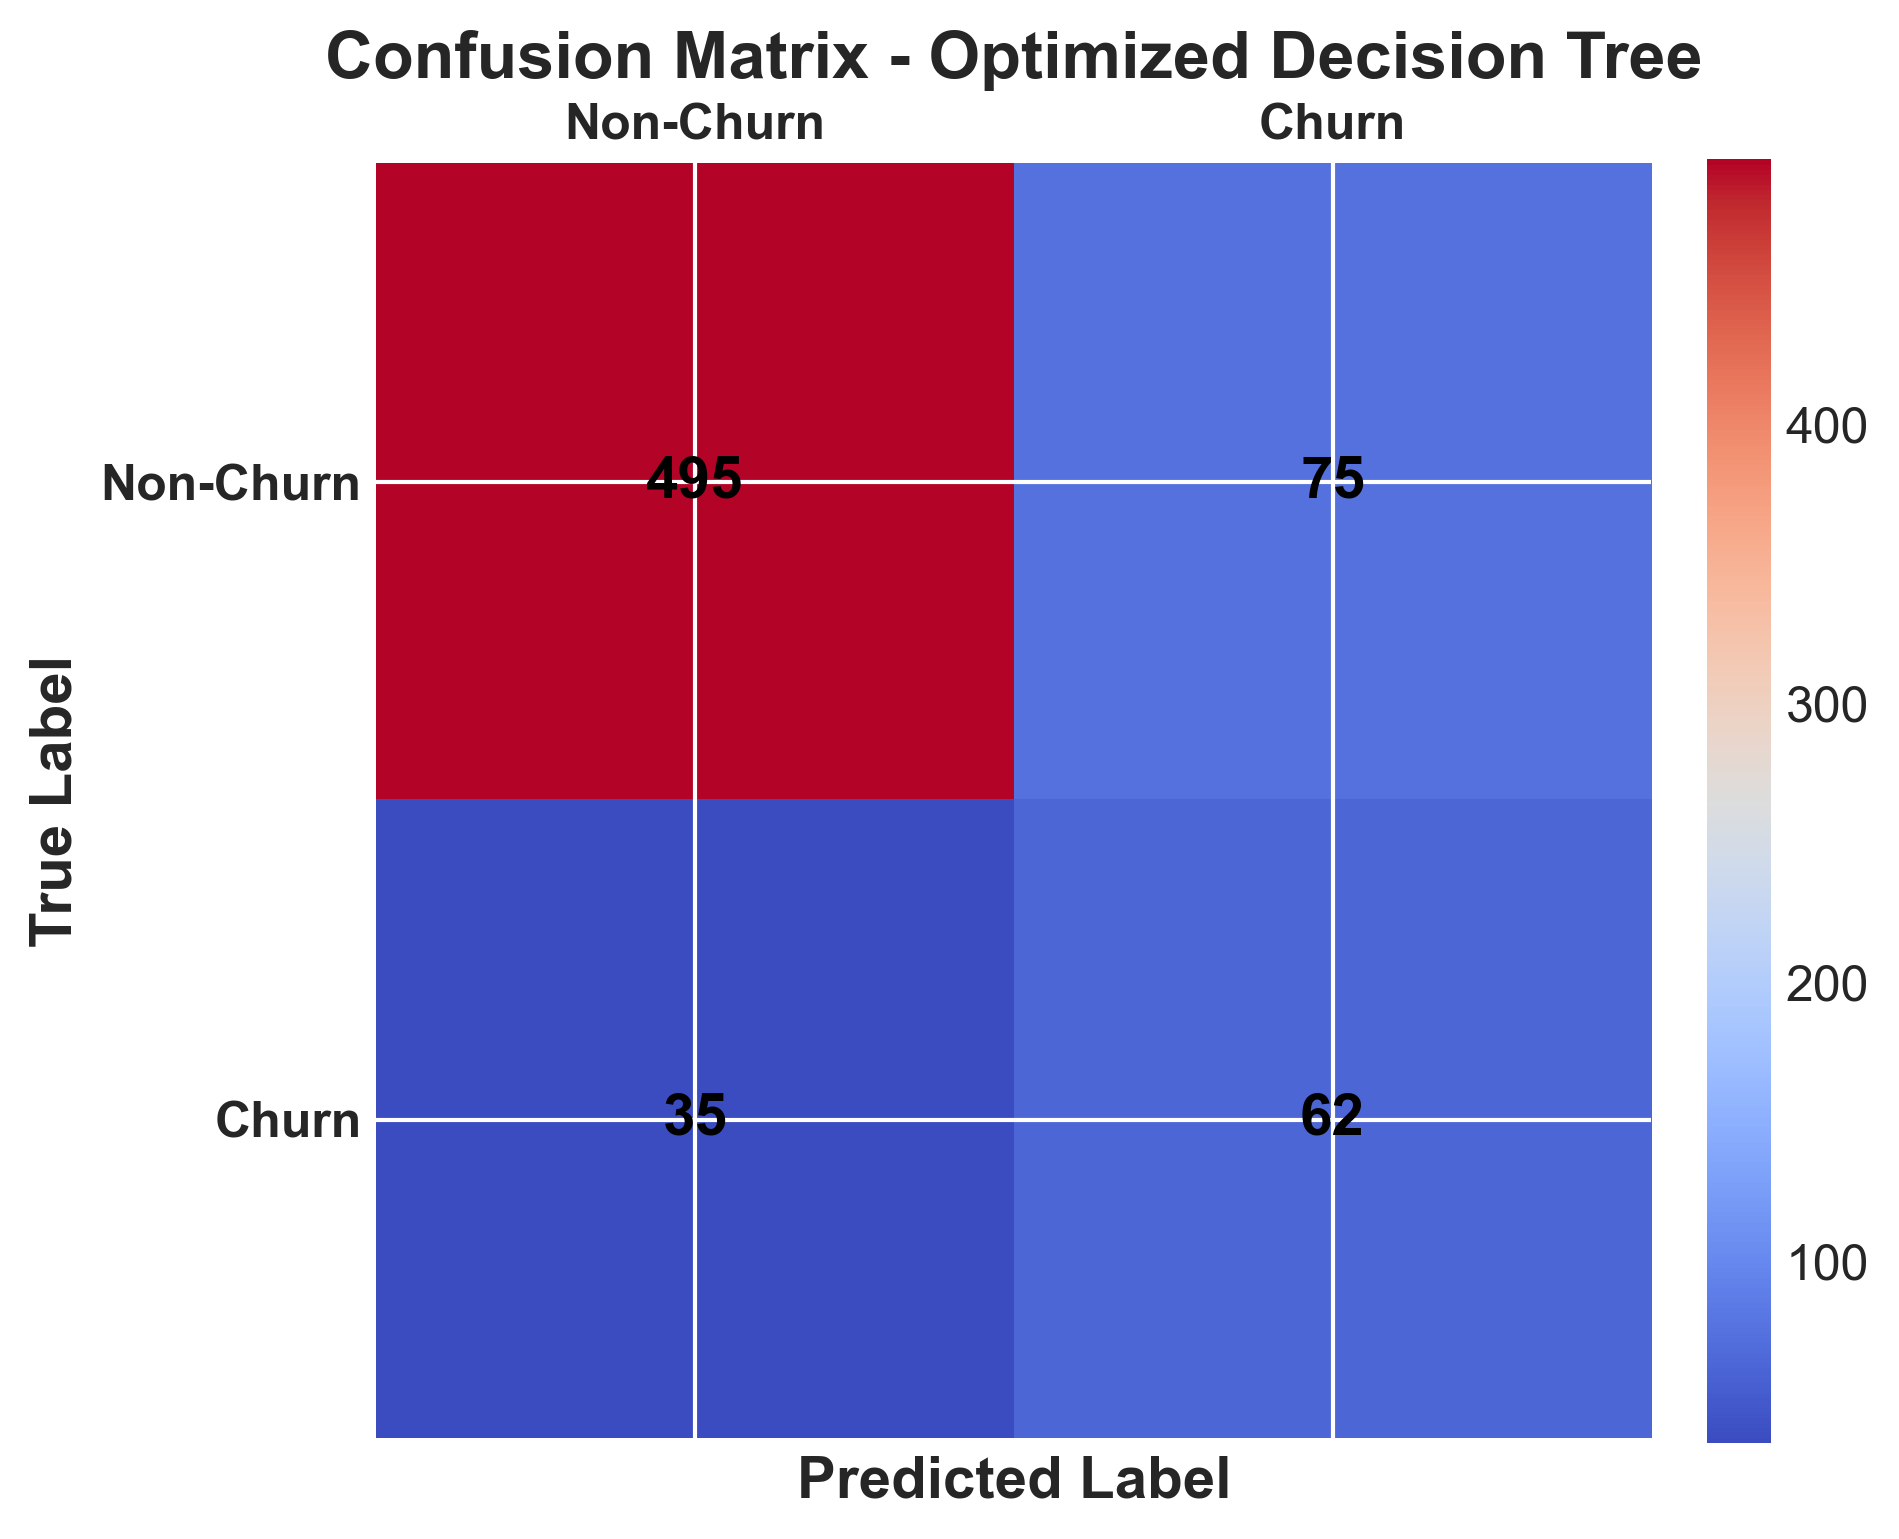 Confusion Matrix - Optimized Decision Tree
Non-Churn Churn
Non-Churn 495 75
Churn 35 62
True Label
Predicted Label
400
300
200
100